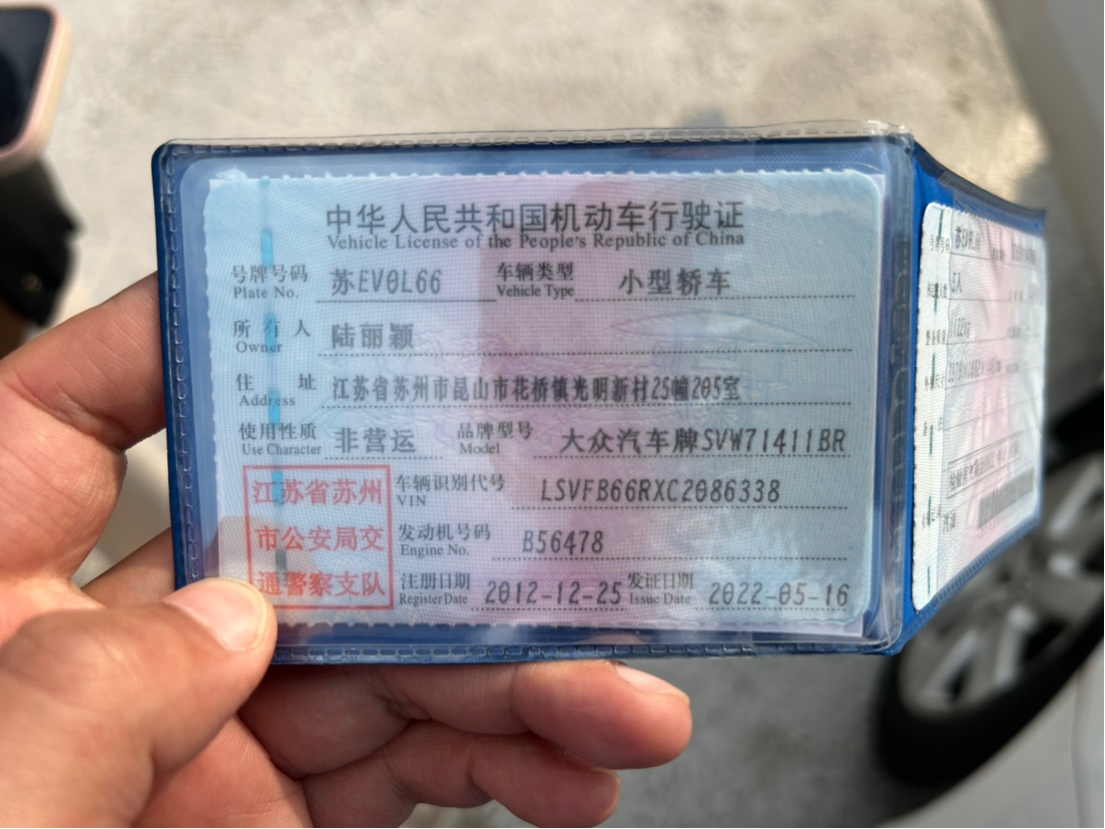 中华人民共和国机动车行驶证
Vehicle License of the People's Republic of China
号牌号码 苏EV0L66 车辆类型 小型轿车
Plate No. Vehicle Type
所有人 陆丽颖
Owner
住址 江苏省苏州市昆山市花桥镇光明新村25幢205室
Address
使用性质 非营运 品牌型号 大众汽车牌SVW71411BR
Use Character Model
江苏省苏州 车辆识别代号 LSVFB66RXC2086338
VIN
市公安局交 发动机号码 B56478
Engine No.
通警察支队 注册日期 2012-12-25 发证日期 2022-05-16
Register Date Issue Date